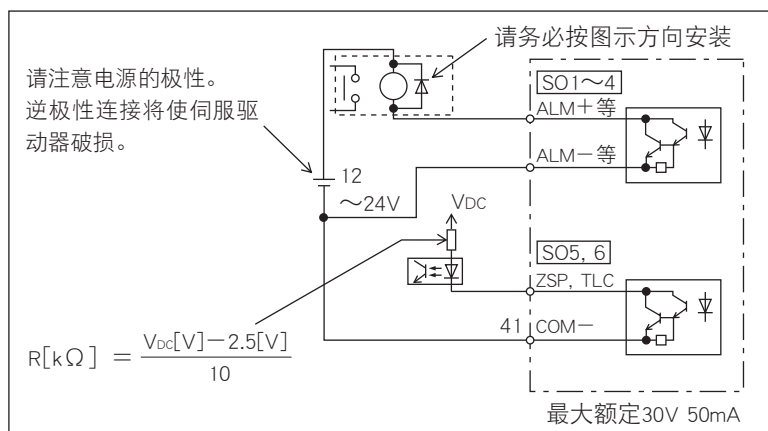 请务必按图示方向安装
请注意电源的极性。
逆极性连接将使伺服驱
动器破损。
SO1～4
ALM＋等
ALM－等
12
～24V
VDC
SO5, 6
ZSP, TLC
41 COM－
R[kΩ] = VDC[V]－2.5[V]
10
最大额定30V 50mA